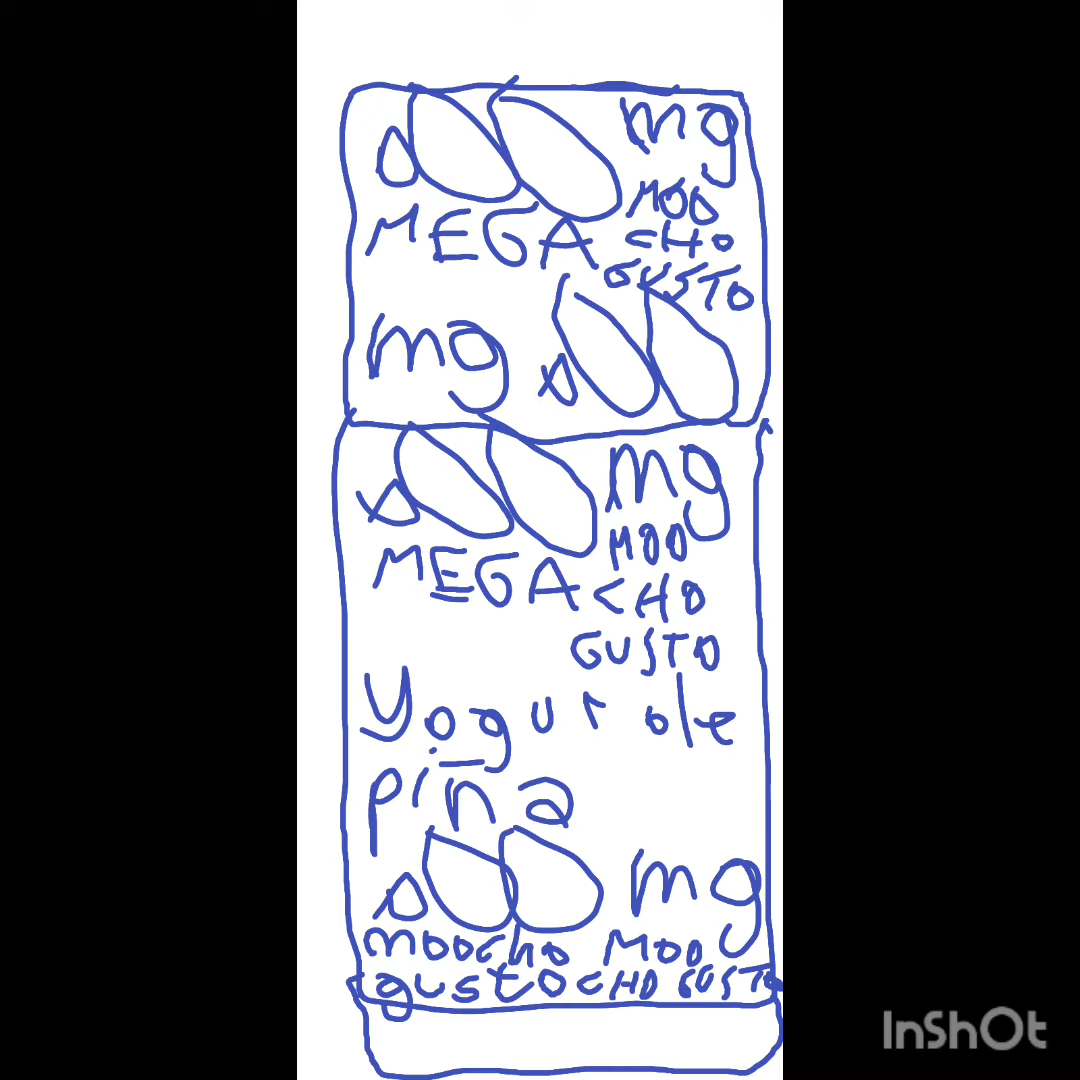 mg
MOO
MEGA CHO
GUSTO
mg
mg
MOO
MEGA CHO
GUSTO
yogur ole
pina
mg
moocho MOO
gusto CHO GUSTO
InShOt